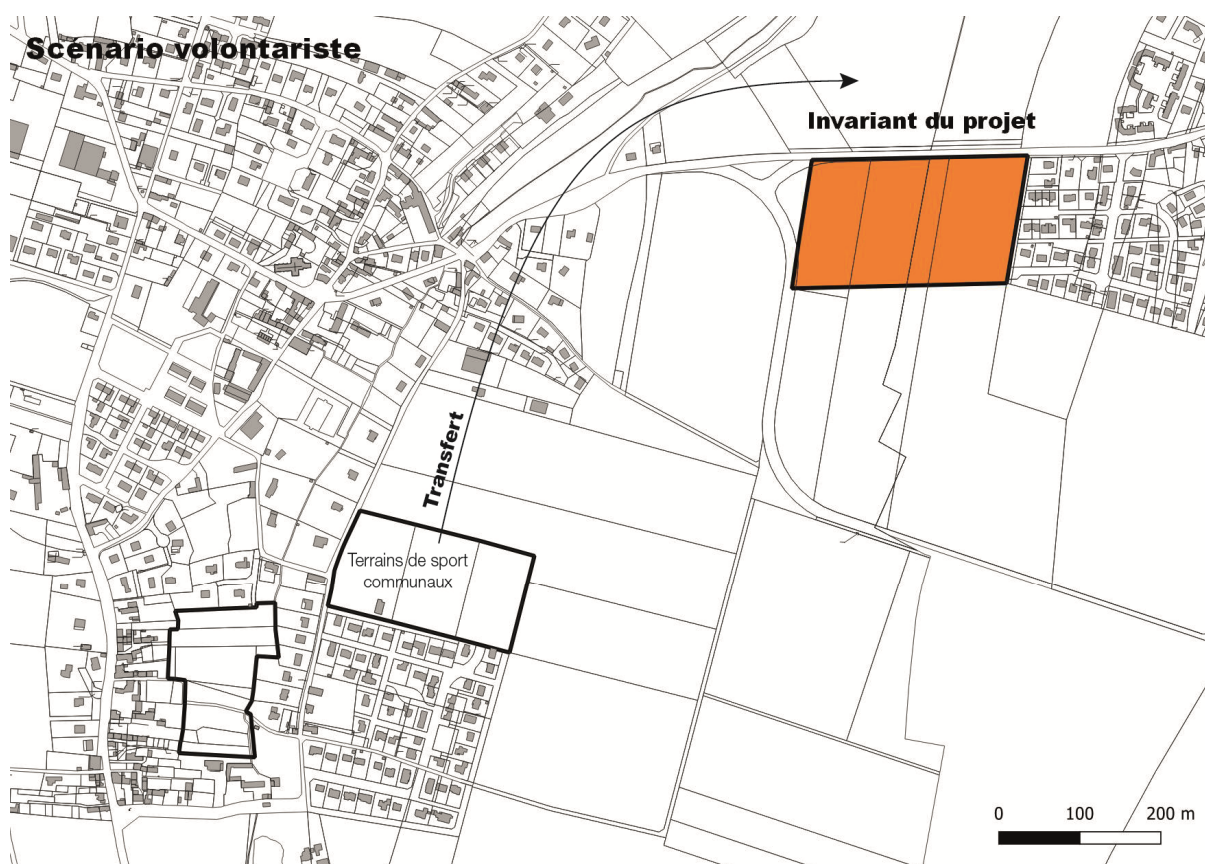 Scénario volontariste
Invariant du projet
Transfert
Terrains de sport
communaux
0 100 200 m